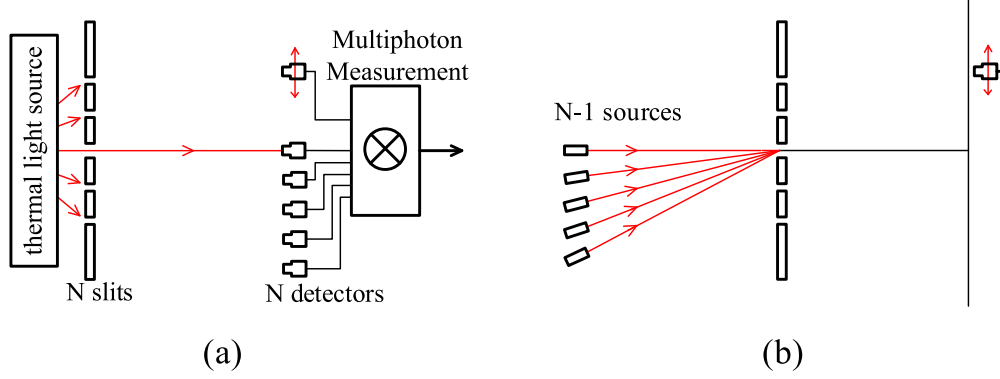 thermal light source
Multiphoton
Measurement
N slits
N detectors
(a)
N-1 sources
(b)